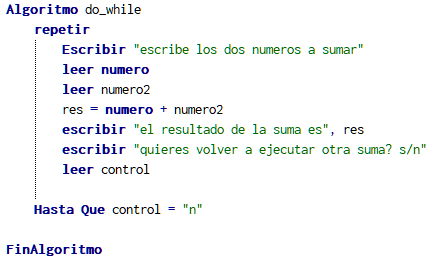 Algoritmo do_while
repetir
Escribir "escribe los dos numeros a sumar"
leer numero
leer numero2
res = numero + numero2
escribir "el resultado de la suma es", res
escribir "quieres volver a ejecutar otra suma? s/n"
leer control
Hasta Que control = "n"
FinAlgoritmo